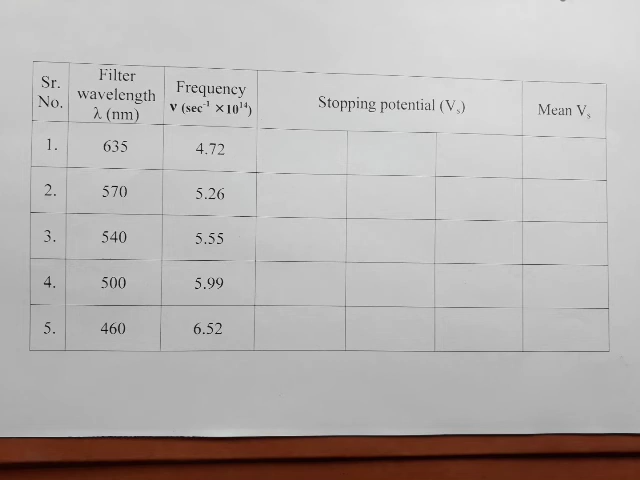 Sr. No. Filter wavelength λ (nm) Frequency ν (sec⁻¹ ×10¹⁴) Stopping potential (Vₛ) Mean Vₛ
1. 635 4.72
2. 570 5.26
3. 540 5.55
4. 500 5.99
5. 460 6.52